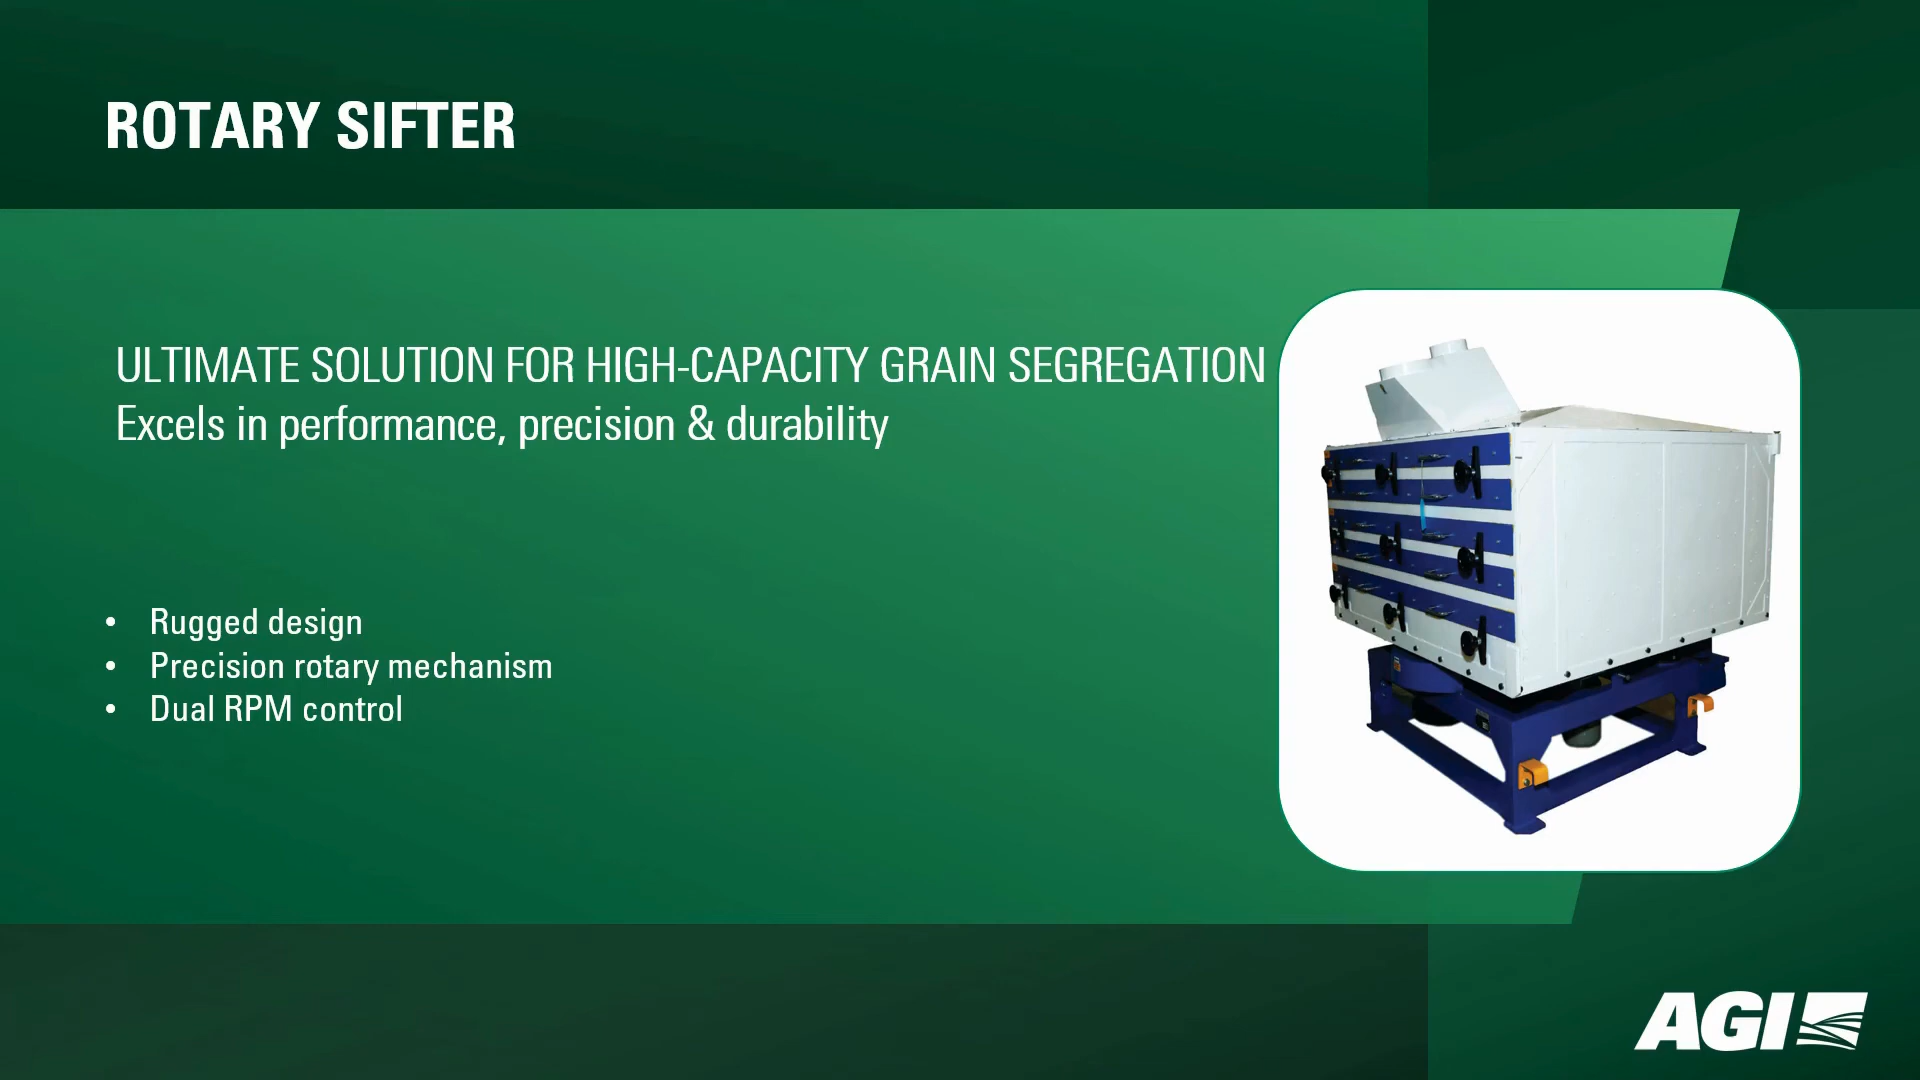 ROTARY SIFTER
ULTIMATE SOLUTION FOR HIGH-CAPACITY GRAIN SEGREGATION
Excels in performance, precision & durability
• Rugged design
• Precision rotary mechanism
• Dual RPM control
AGI